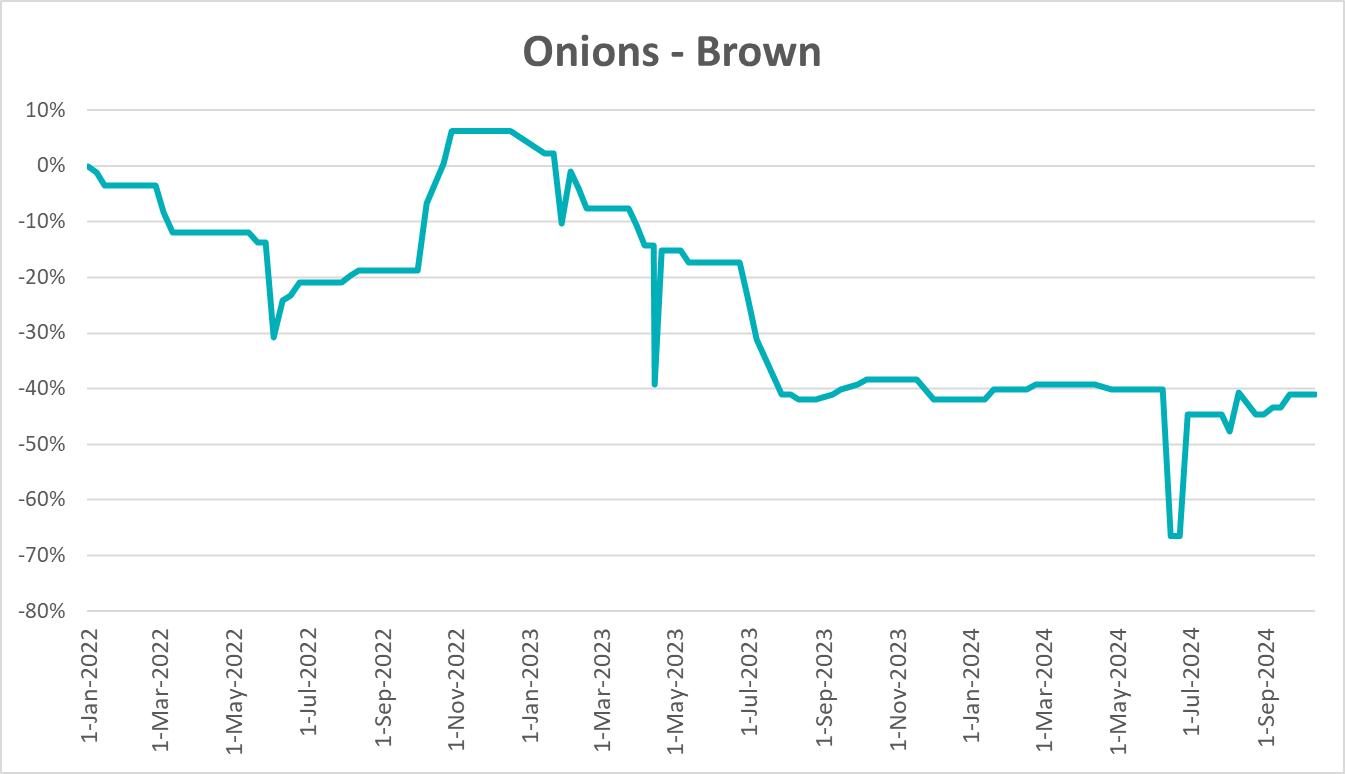 Onions - Brown
10%
0%
-10%
-20%
-30%
-40%
-50%
-60%
-70%
-80%
1-Jan-2022
1-Mar-2022
1-May-2022
1-Jul-2022
1-Sep-2022
1-Nov-2022
1-Jan-2023
1-Mar-2023
1-May-2023
1-Jul-2023
1-Sep-2023
1-Nov-2023
1-Jan-2024
1-Mar-2024
1-May-2024
1-Jul-2024
1-Sep-2024